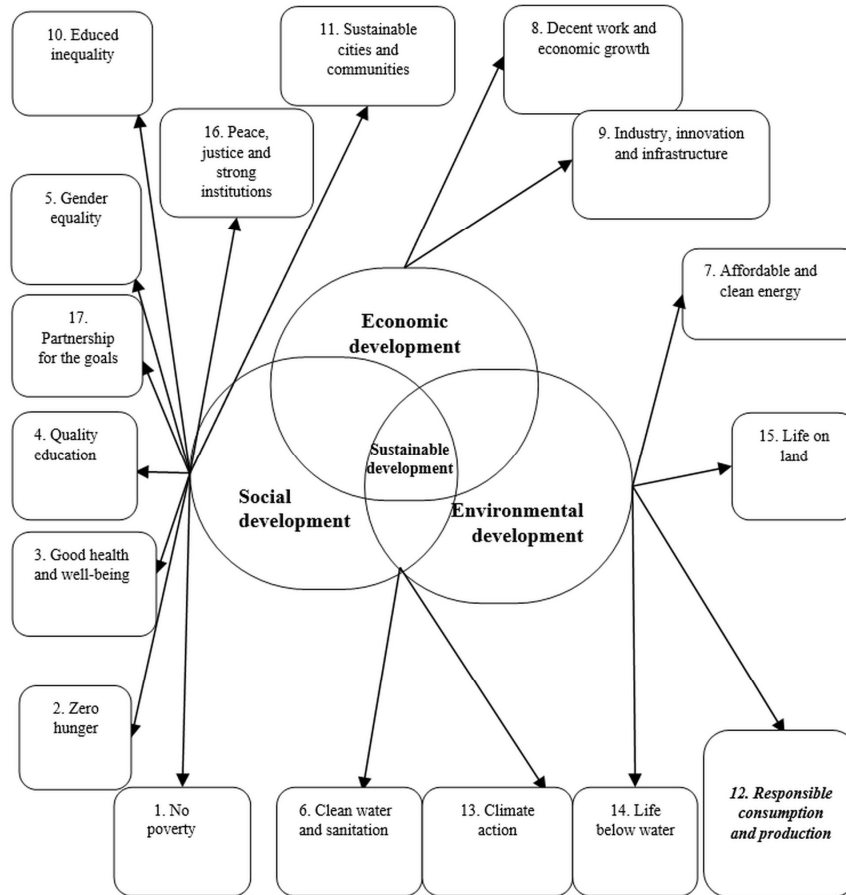 10. Educed
inequality
11. Sustainable
cities and
communities
8. Decent work and
economic growth
16. Peace,
justice and
strong
institutions
9. Industry, innovation
and infrastructure
5. Gender
equality
7. Affordable and
clean energy
17.
Partnership
for the goals
Economic
development
4. Quality
education
Sustainable
development
15. Life on
land
Social
development
Environmental
development
3. Good health
and well-being
2. Zero
hunger
1. No
poverty
6. Clean water
and sanitation
13. Climate
action
14. Life
below water
12. Responsible
consumption
and production